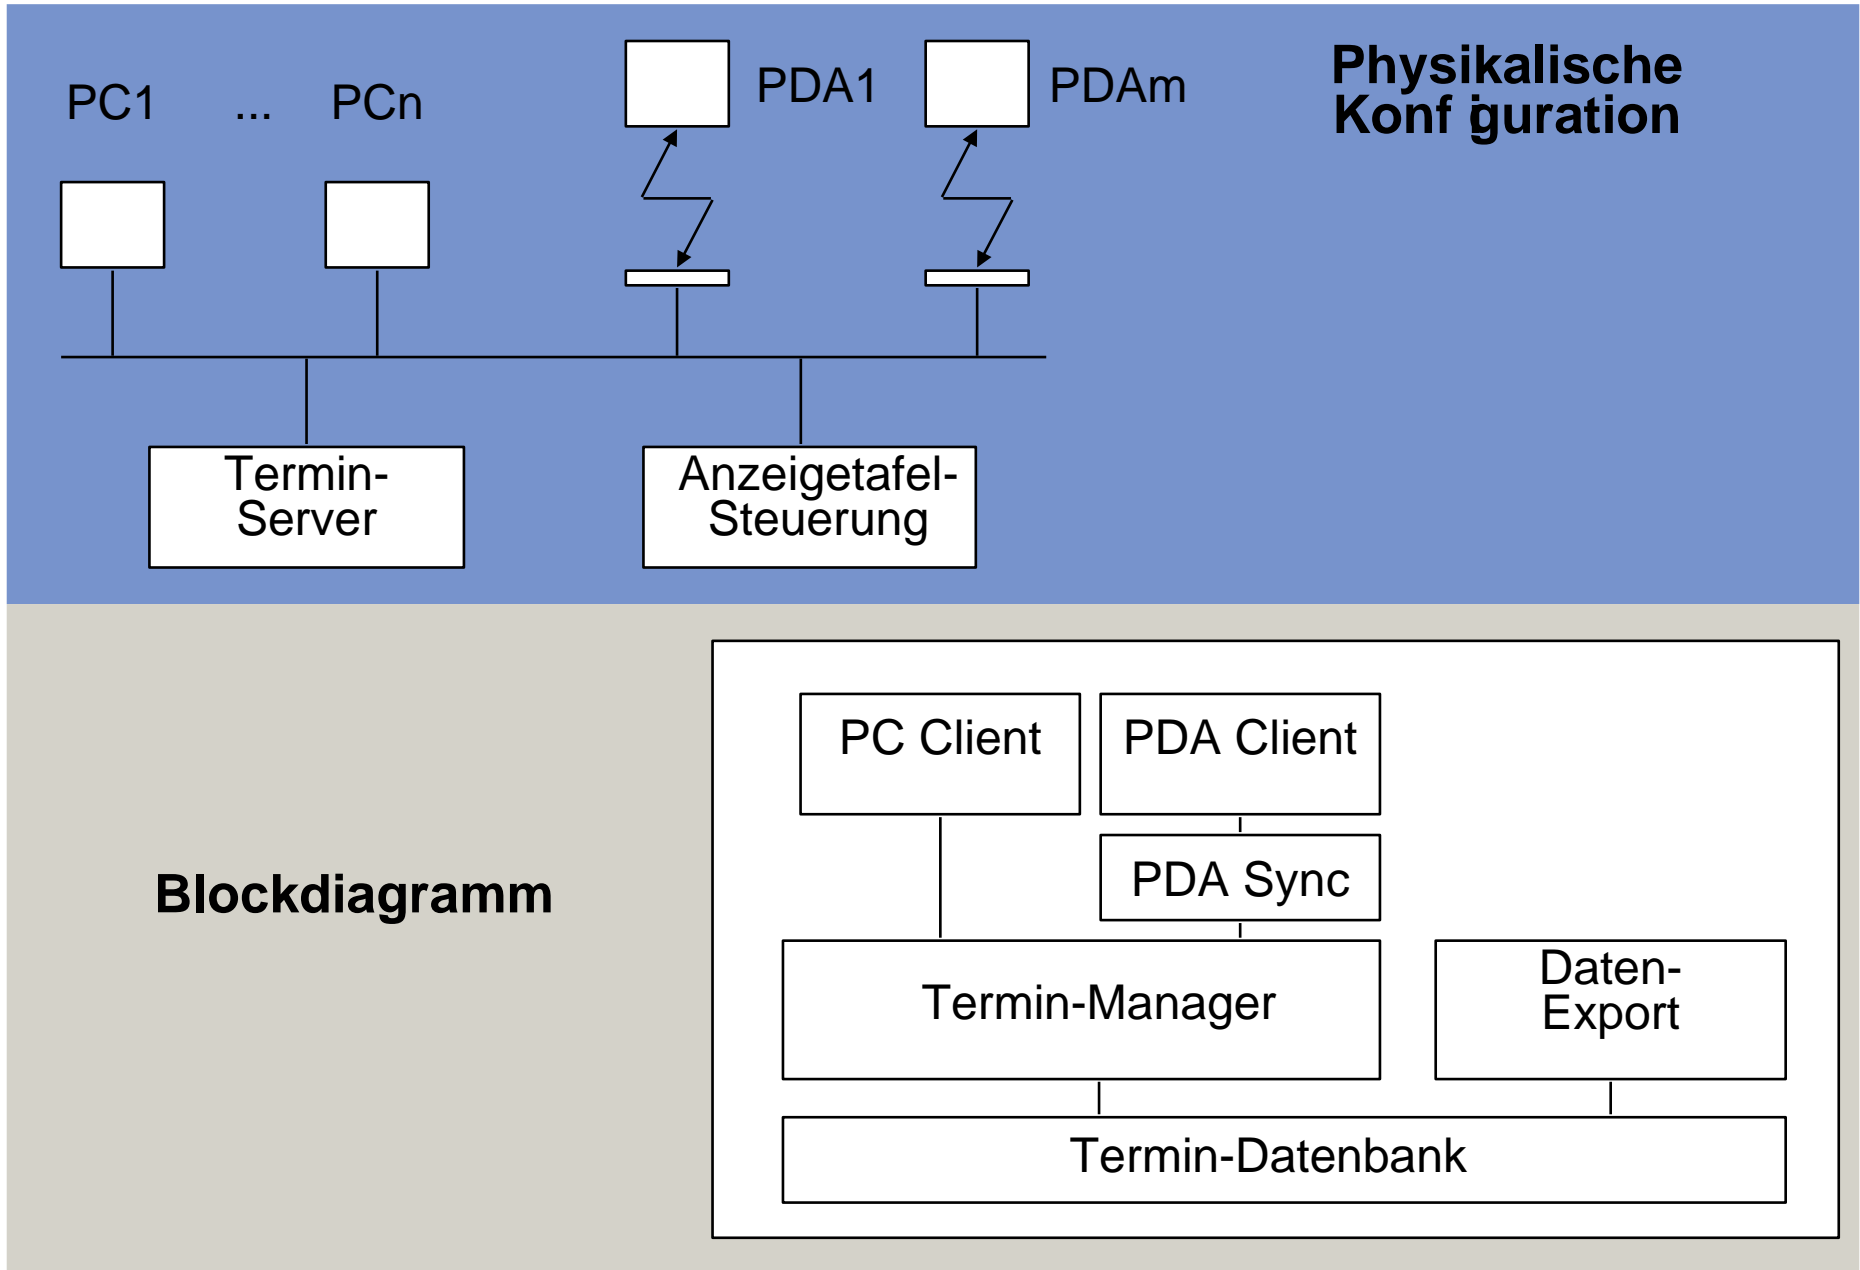 Physikalische
Konfiguration
PC1 ... PCn PDA1 PDAm
Termin-
Server
Anzeigetafel-
Steuerung
Blockdiagramm
PC Client
PDA Client
PDA Sync
Termin-Manager
Daten-
Export
Termin-Datenbank